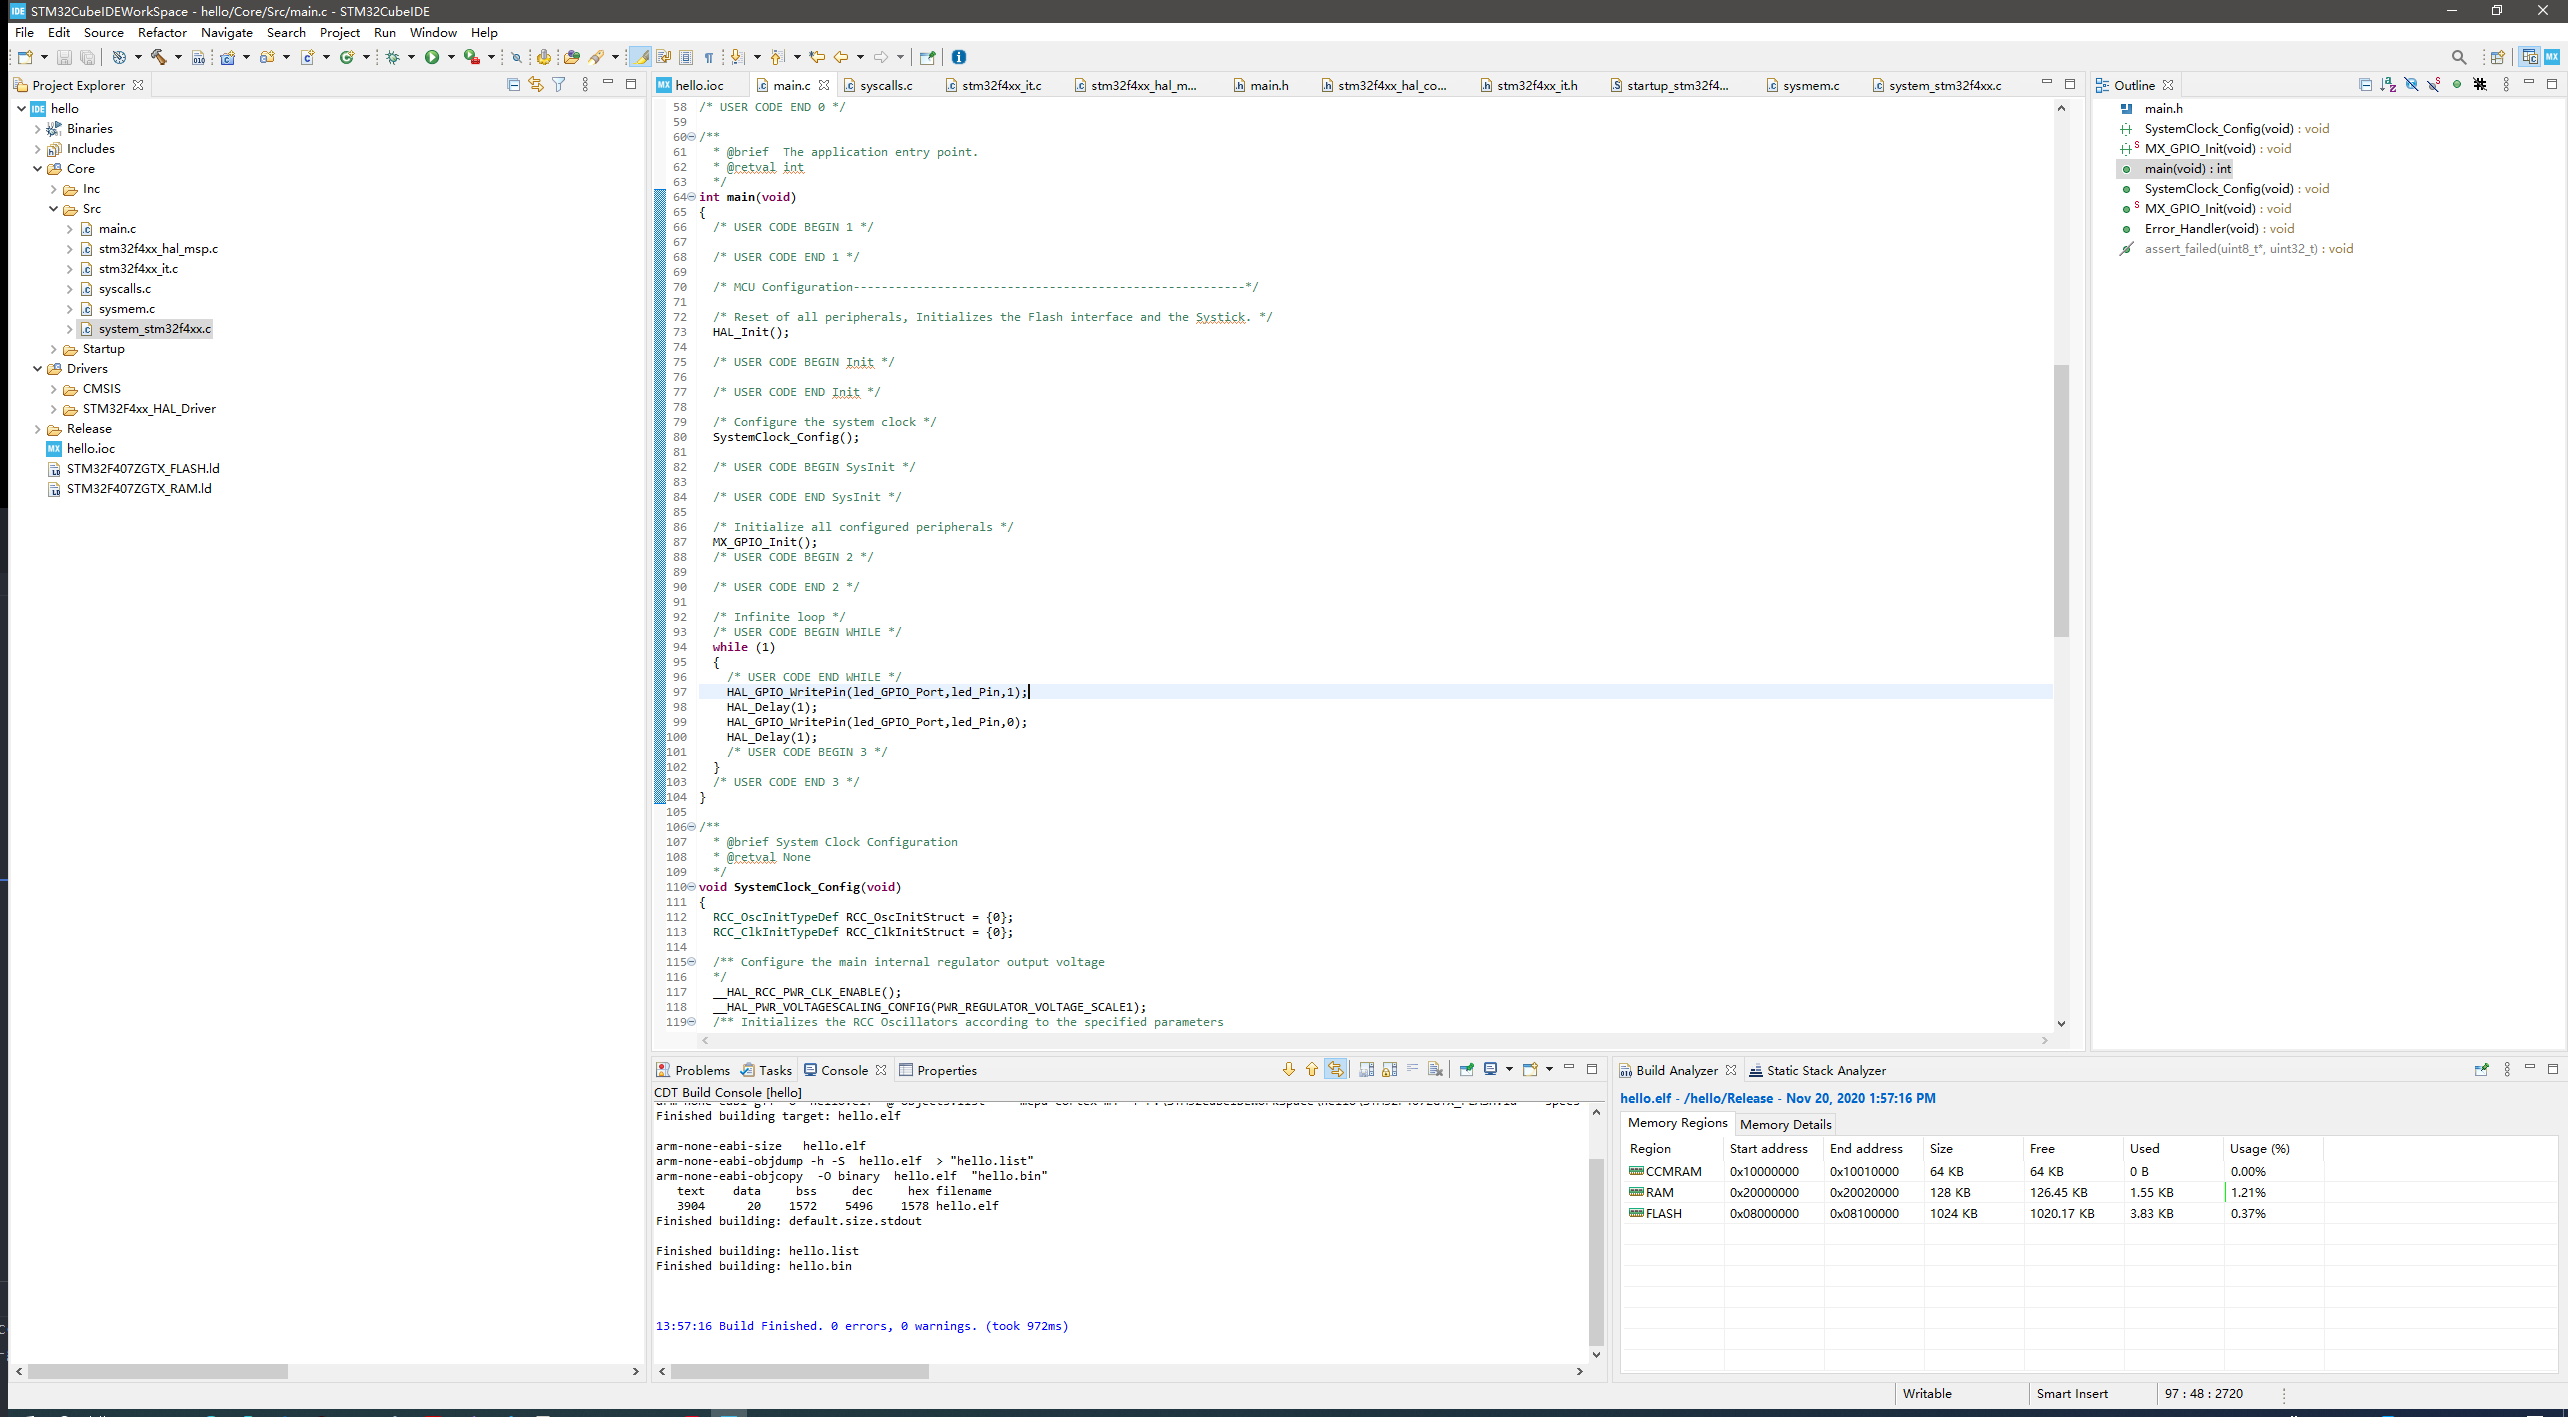 STM32CubeIDEWorkSpace - hello/Core/Src/main.c - STM32CubeIDE
File Edit Source Refactor Navigate Search Project Run Window Help
Project Explorer
hello
Binaries
Includes
Core
Inc
Src
main.c
stm32f4xx_hal_msp.c
stm32f4xx_it.c
syscalls.c
sysmem.c
system_stm32f4xx.c
Startup
Drivers
CMSIS
STM32F4xx_HAL_Driver
Release
hello.ioc
STM32F407ZGTX_FLASH.ld
STM32F407ZGTX_RAM.ld
hello.ioc main.c syscalls.c stm32f4xx_it.c stm32f4xx_hal_m... main.h stm32f4xx_hal_co... stm32f4xx_it.h startup_stm32f4... sysmem.c system_stm32f4xx.c
58 /* USER CODE END 0 */
59
60 /**
61 * @brief  The application entry point.
62 * @retval int
63 */
64 int main(void)
65 {
66 /* USER CODE BEGIN 1 */
67
68 /* USER CODE END 1 */
69
70 /* MCU Configuration--------------------------------------------------------*/
71
72 /* Reset of all peripherals, Initializes the Flash interface and the Systick. */
73 HAL_Init();
74
75 /* USER CODE BEGIN Init */
76
77 /* USER CODE END Init */
78
79 /* Configure the system clock */
80 SystemClock_Config();
81
82 /* USER CODE BEGIN SysInit */
83
84 /* USER CODE END SysInit */
85
86 /* Initialize all configured peripherals */
87 MX_GPIO_Init();
88 /* USER CODE BEGIN 2 */
89
90 /* USER CODE END 2 */
91
92 /* Infinite loop */
93 /* USER CODE BEGIN WHILE */
94 while (1)
95 {
96 /* USER CODE END WHILE */
97 HAL_GPIO_WritePin(led_GPIO_Port,led_Pin,1);
98 HAL_Delay(1);
99 HAL_GPIO_WritePin(led_GPIO_Port,led_Pin,0);
100 HAL_Delay(1);
101 /* USER CODE BEGIN 3 */
102 }
103 /* USER CODE END 3 */
104 }
105
106 /**
107 * @brief System Clock Configuration
108 * @retval None
109 */
110 void SystemClock_Config(void)
111 {
112 RCC_OscInitTypeDef RCC_OscInitStruct = {0};
113 RCC_ClkInitTypeDef RCC_ClkInitStruct = {0};
114
115 /** Configure the main internal regulator output voltage
116 */
117 __HAL_RCC_PWR_CLK_ENABLE();
118 __HAL_PWR_VOLTAGESCALING_CONFIG(PWR_REGULATOR_VOLTAGE_SCALE1);
119 /** Initializes the RCC Oscillators according to the specified parameters
Outline
main.h
SystemClock_Config(void) : void
MX_GPIO_Init(void) : void
main(void) : int
SystemClock_Config(void) : void
MX_GPIO_Init(void) : void
Error_Handler(void) : void
assert_failed(uint8_t*, uint32_t) : void
Problems Tasks Console Properties
CDT Build Console [hello]
Finished building target: hello.elf
arm-none-eabi-size   hello.elf
arm-none-eabi-objdump -h -S  hello.elf  > "hello.list"
arm-none-eabi-objcopy  -O binary  hello.elf  "hello.bin"
text data bss dec hex filename
3904 20 1572 5496 1578 hello.elf
Finished building: default.size.stdout
Finished building: hello.list
Finished building: hello.bin
13:57:16 Build Finished. 0 errors, 0 warnings. (took 972ms)
Build Analyzer Static Stack Analyzer
hello.elf - /hello/Release - Nov 20, 2020 1:57:16 PM
Memory Regions Memory Details
Region Start address End address Size Free Used Usage (%)
CCMRAM 0x10000000 0x10010000 64 KB 64 KB 0 B 0.00%
RAM 0x20000000 0x20020000 128 KB 126.45 KB 1.55 KB 1.21%
FLASH 0x08000000 0x08100000 1024 KB 1020.17 KB 3.83 KB 0.37%
Writable Smart Insert 97 : 48 : 2720